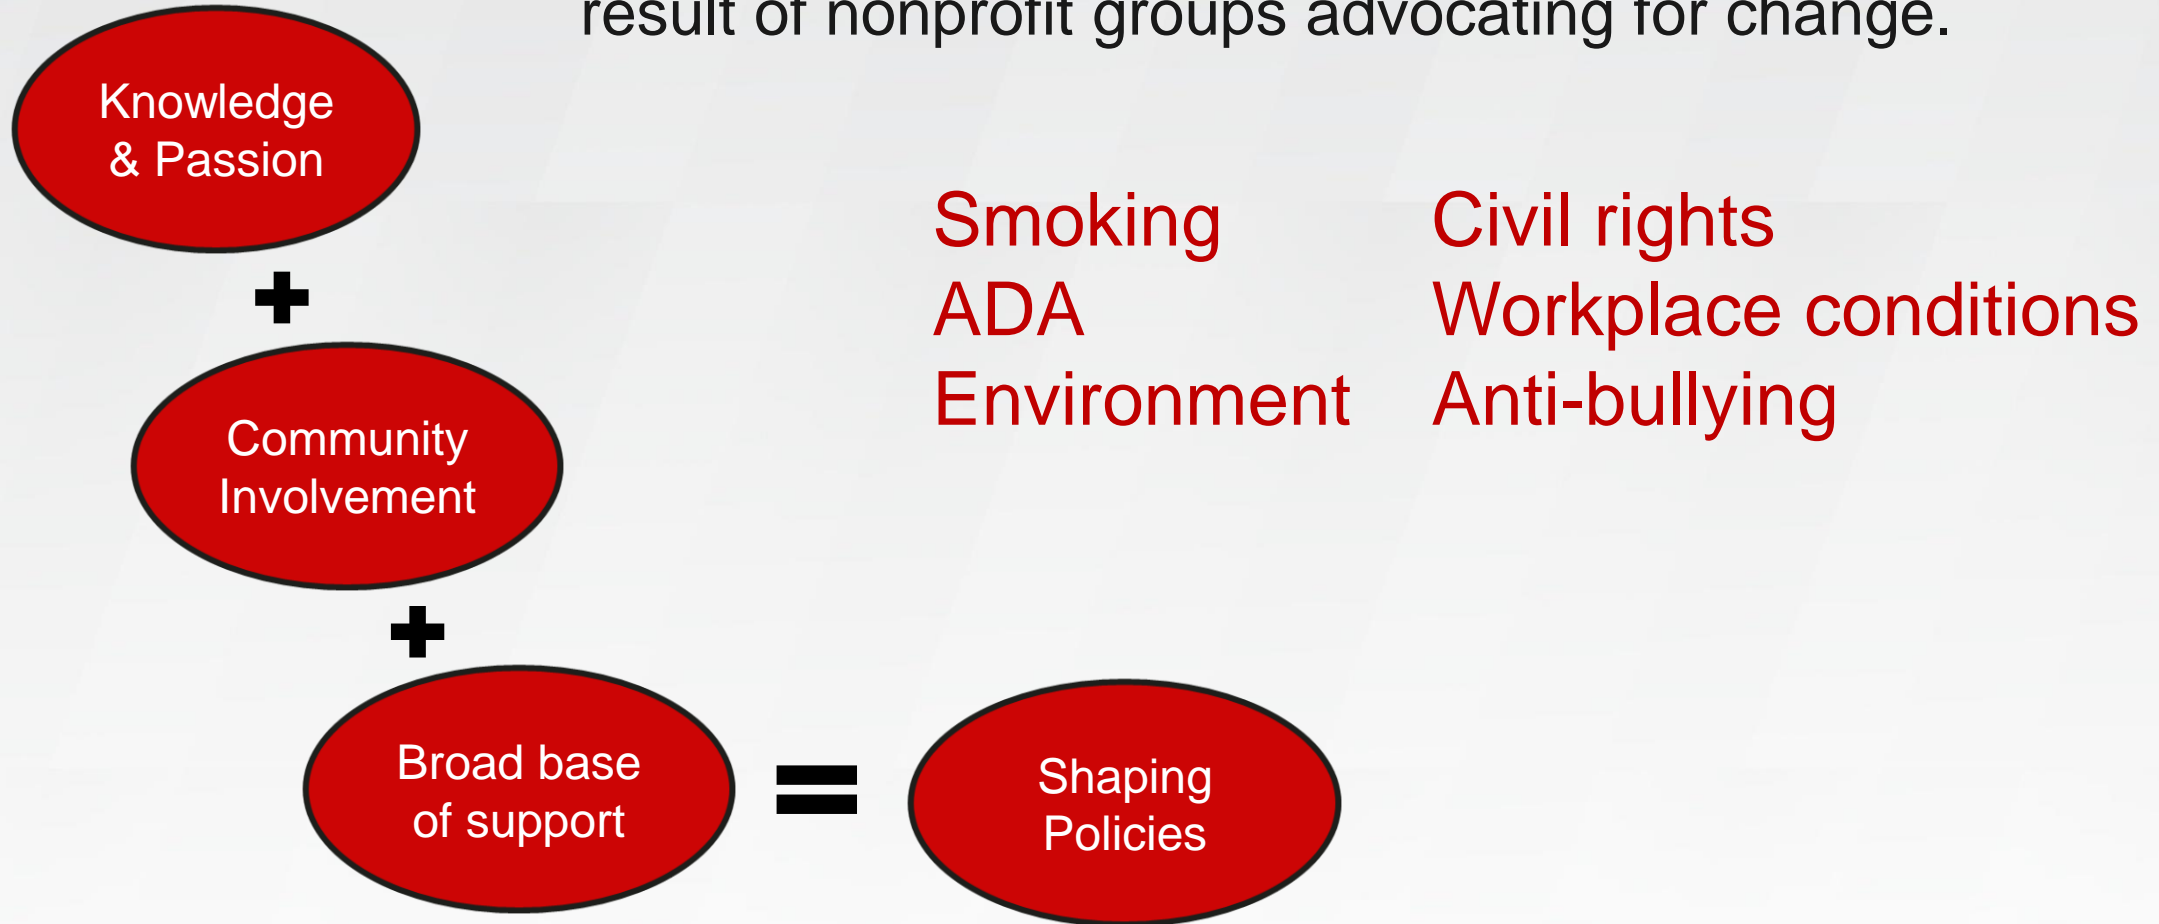 result of nonprofit groups advocating for change.
Knowledge
& Passion
+
Community
Involvement
+
Broad base
of support
=
Shaping
Policies
Smoking
ADA
Environment
Civil rights
Workplace conditions
Anti-bullying